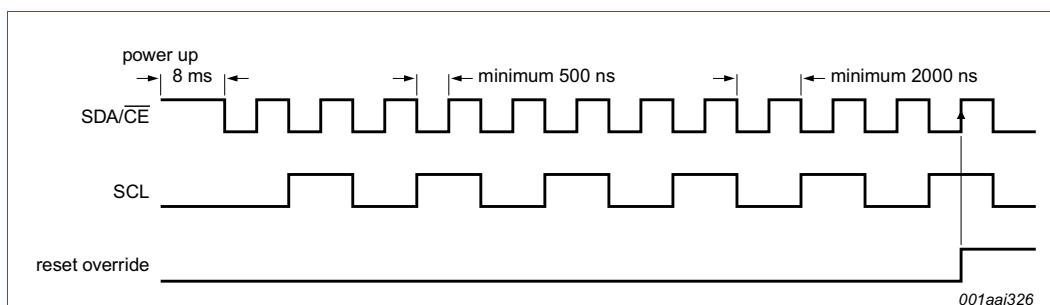 power up
8 ms
minimum 500 ns
minimum 2000 ns
SDA/CE
SCL
reset override
001aai326